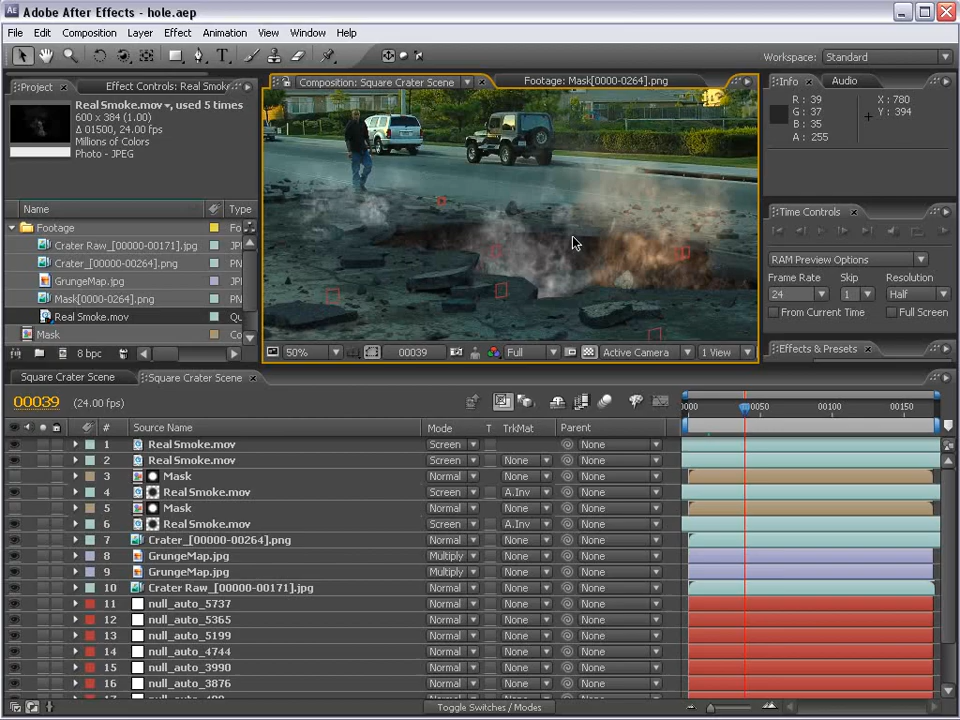 Adobe After Effects - hole.aep
File Edit Composition Layer Effect Animation View Window Help
Workspace: Standard
Project × Effect Controls: Real Smoky
Composition: Square Crater Scene
Footage: Mask[0000-0264].png
Info × Audio
Real Smoke.mov, used 5 times
600 x 384 (1.00)
Δ 01500, 24.00 fps
Millions of Colors
Photo - JPEG
R : 39
G : 37
B : 35
A : 255
X : 780
Y : 394
Name Type
Footage Fo
Crater Raw_[00000-00171].jpg JP
Crater_[00000-00264].png PN
GrungeMap.jpg JP
Mask[0000-0264].png PN
Real Smoke.mov Qu
Mask Co
8 bpc
Time Controls ×
RAM Preview Options
Frame Rate Skip Resolution
24 1 Half
From Current Time Full Screen
Effects & Presets ×
50% 00039 Full Active Camera 1 View
Square Crater Scene Square Crater Scene ×
00039 (24.00 fps)
0000 00050 00100 00150
# Source Name Mode T TrkMat Parent
1 Real Smoke.mov Screen None
2 Real Smoke.mov Screen None None
3 Mask Normal None None
4 Real Smoke.mov Screen A.Inv None
5 Mask Normal None None
6 Real Smoke.mov Screen A.Inv None
7 Crater_[00000-00264].png Normal None None
8 GrungeMap.jpg Multiply None None
9 GrungeMap.jpg Multiply None None
10 Crater Raw_[00000-00171].jpg Normal None None
11 null_auto_5737 Normal None None
12 null_auto_5365 Normal None None
13 null_auto_5199 Normal None None
14 null_auto_4744 Normal None None
15 null_auto_3990 Normal None None
16 null_auto_3876 Normal None None
Toggle Switches / Modes